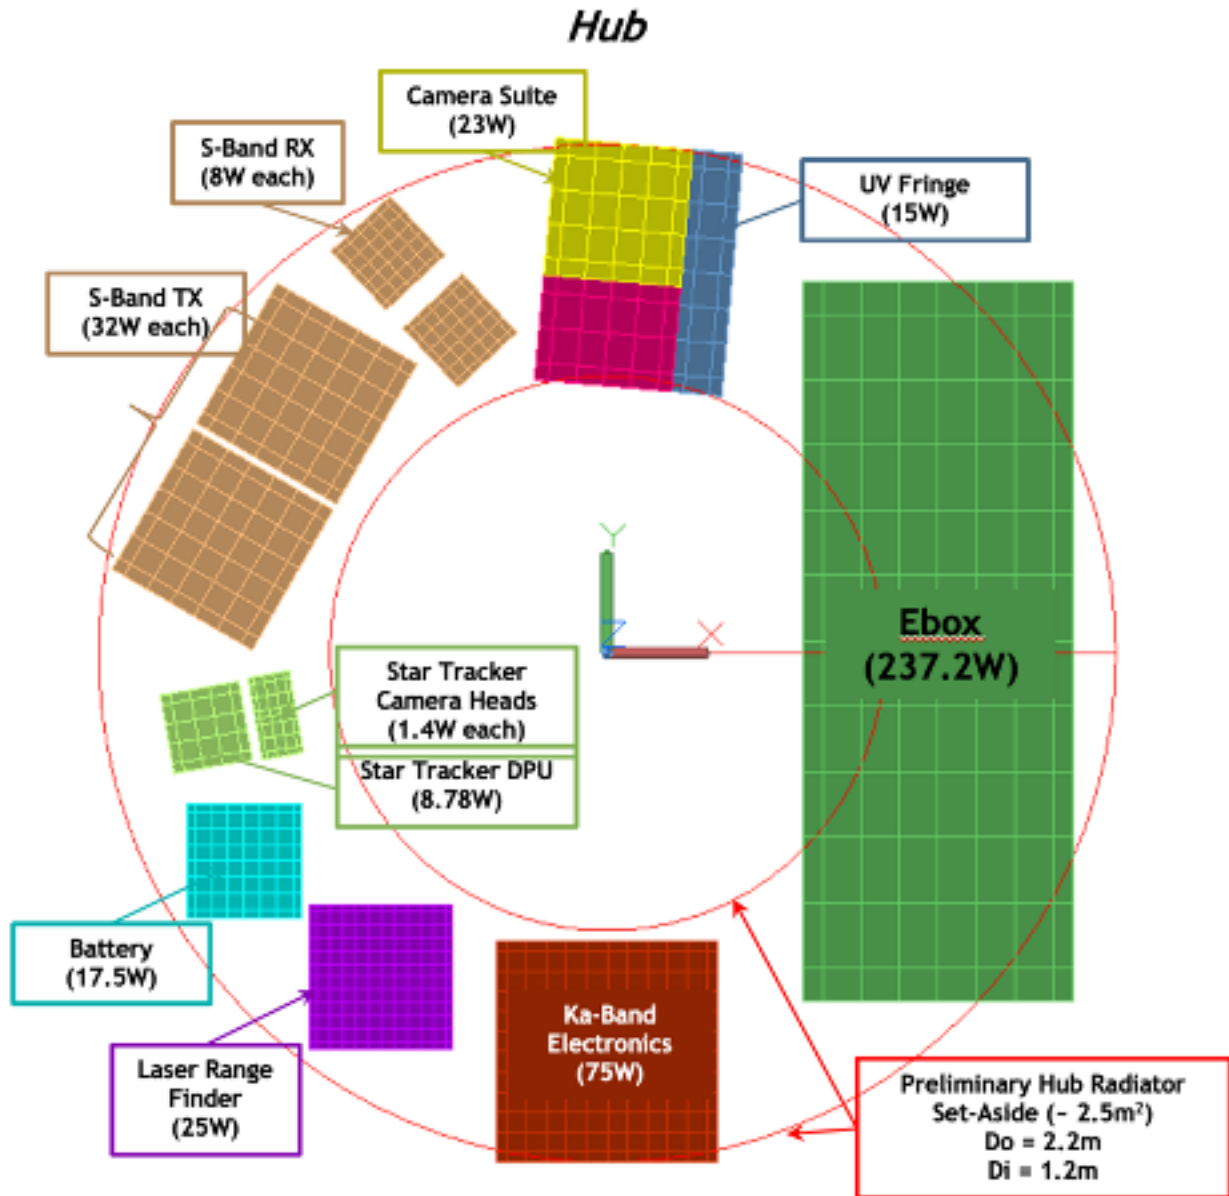 Hub
Camera Suite
(23W)
S-Band RX
(8W each)
UV Fringe
(15W)
S-Band TX
(32W each)
Y
Z
X
Ebox
(237.2W)
Star Tracker
Camera Heads
(1.4W each)
Star Tracker DPU
(8.78W)
Battery
(17.5W)
Ka-Band
Electronics
(75W)
Laser Range
Finder
(25W)
Preliminary Hub Radiator
Set-Aside (~ 2.5m²)
Do = 2.2m
Di = 1.2m